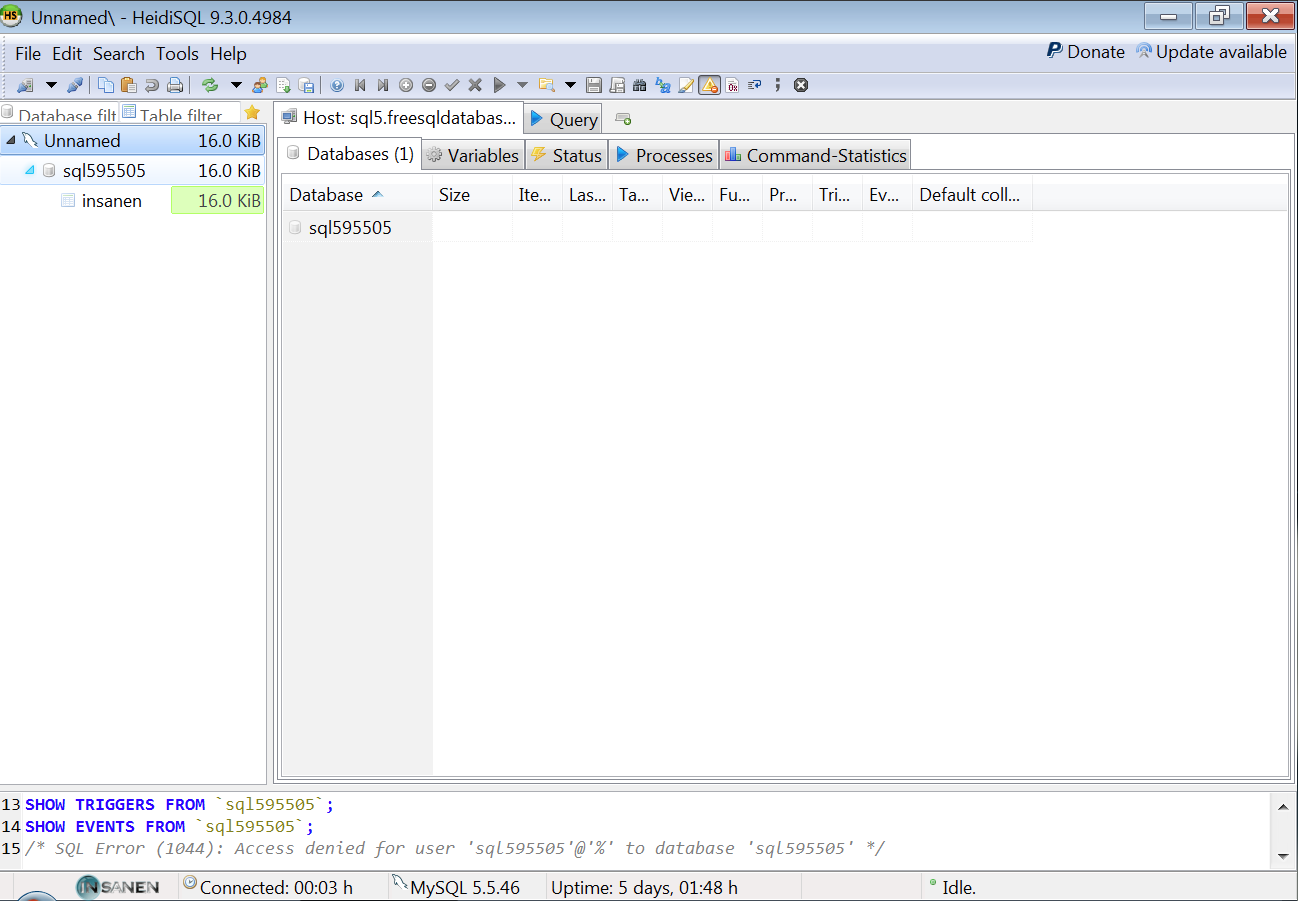 Unnamed\ - HeidiSQL 9.3.0.4984
File Edit Search Tools Help
Donate Update available
Database filt Table filter
Host: sql5.freesqldatabas... Query
Unnamed 16.0 KiB
sql595505 16.0 KiB
insanen 16.0 KiB
Databases (1) Variables Status Processes Command-Statistics
Database Size Ite... Las... Ta... Vie... Fu... Pr... Tri... Ev... Default coll...
sql595505
13 SHOW TRIGGERS FROM `sql595505`;
14 SHOW EVENTS FROM `sql595505`;
15 /* SQL Error (1044): Access denied for user 'sql595505'@'%' to database 'sql595505' */
INSANEN Connected: 00:03 h MySQL 5.5.46 Uptime: 5 days, 01:48 h Idle.